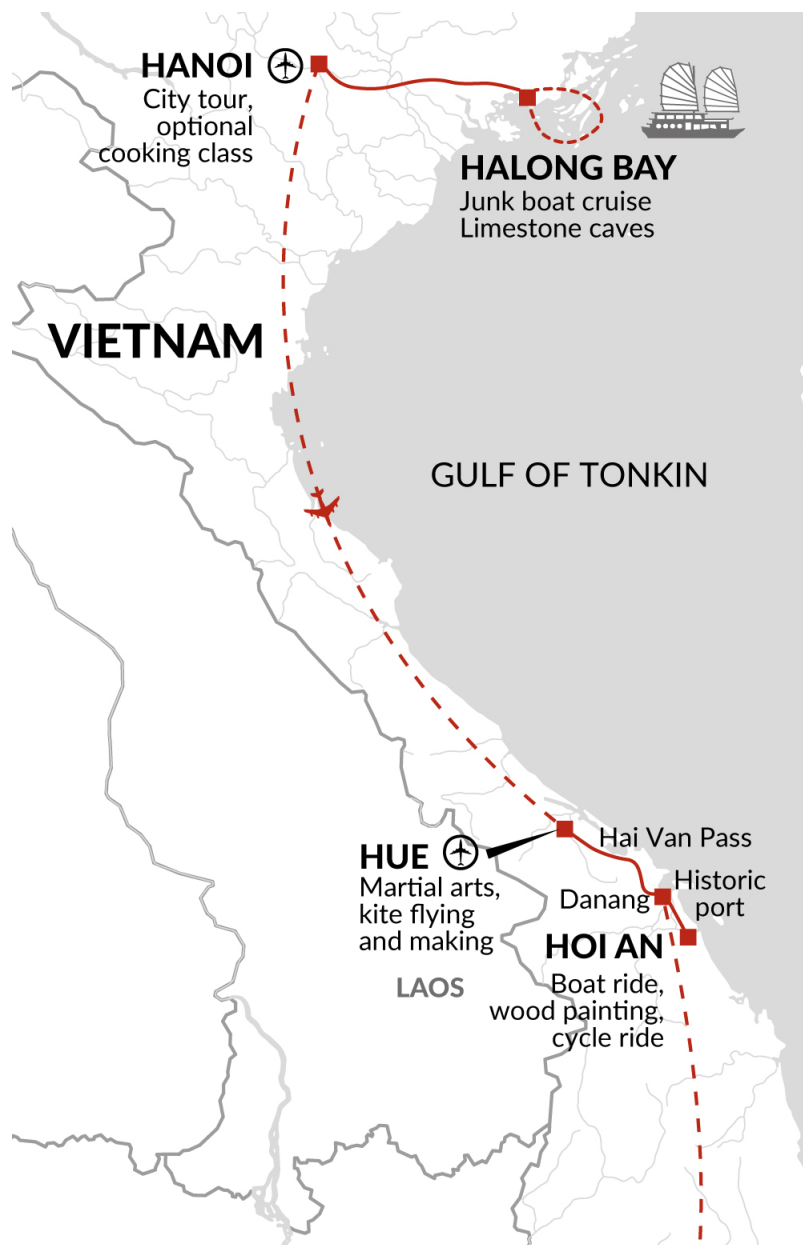 HANOI
City tour,
optional
cooking class
HALONG BAY
Junk boat cruise
Limestone caves
VIETNAM
GULF OF TONKIN
Hai Van Pass
HUE
Martial arts,
kite flying
and making
Danang
Historic
port
HOI AN
Boat ride,
wood painting,
cycle ride
LAOS